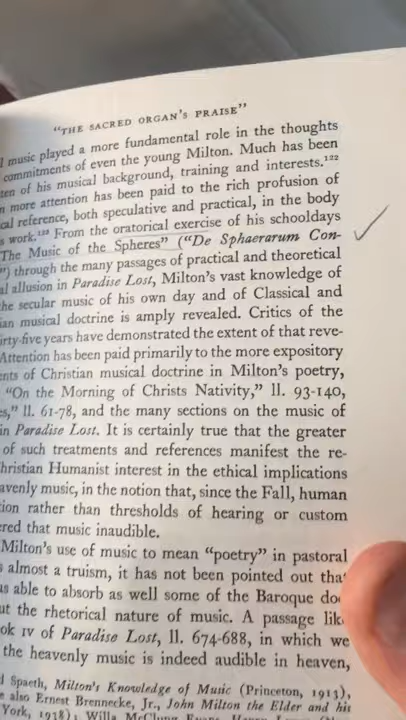 "THE SACRED ORGAN'S PRAISE"
music played a more fundamental role in the thoughts
commitments of even the young Milton. Much has been
ten of his musical background, training and interests.¹²²
more attention has been paid to the rich profusion of
cal reference, both speculative and practical, in the body
s work.¹²³ From the oratorical exercise of his schooldays
The Music of the Spheres" ("De Sphaerarum Con-
") through the many passages of practical and theoretical
al allusion in Paradise Lost, Milton's vast knowledge of
he secular music of his own day and of Classical and
ian musical doctrine is amply revealed. Critics of the
irty-five years have demonstrated the extent of that reve-
Attention has been paid primarily to the more expository
nts of Christian musical doctrine in Milton's poetry,
"On the Morning of Christs Nativity," ll. 93-140,
es," ll. 61-78, and the many sections on the music of
in Paradise Lost. It is certainly true that the greater
of such treatments and references manifest the re-
hristian Humanist interest in the ethical implications
avenly music, in the notion that, since the Fall, human
tion rather than thresholds of hearing or custom
ered that music inaudible.
Milton's use of music to mean "poetry" in pastoral
s almost a truism, it has not been pointed out tha
as able to absorb as well some of the Baroque do
ut the rhetorical nature of music. A passage lik
ok IV of Paradise Lost, ll. 674-688, in which we
the heavenly music is indeed audible in heaven,
Spaeth, Milton's Knowledge of Music (Princeton, 1913),
e also Ernest Brennecke, Jr., John Milton the Elder and his
York, 1938); Willa McClung Evans,